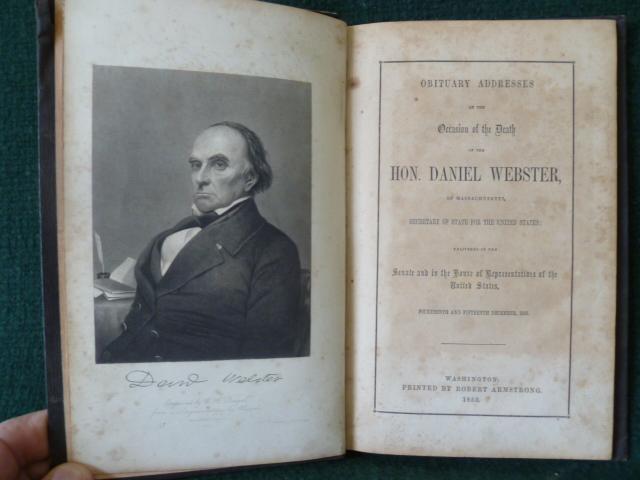 Daniel Webster
OBITUARY ADDRESSES
ON THE
Occasion of the Death
OF THE
HON. DANIEL WEBSTER,
OF MASSACHUSETTS,
SECRETARY OF STATE FOR THE UNITED STATES;
DELIVERED IN THE
Senate and in the House of Representatives of the
United States,
FOURTEENTH AND FIFTEENTH DECEMBER, 1852.
WASHINGTON:
PRINTED BY ROBERT ARMSTRONG.
1853.